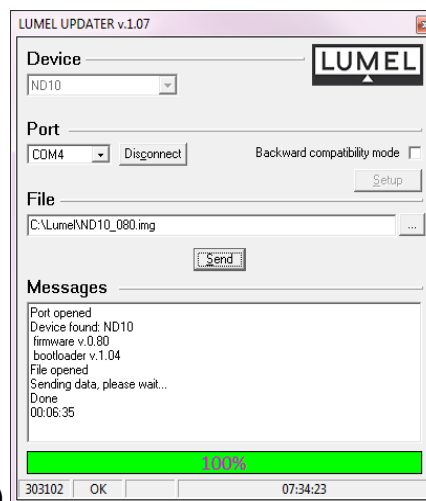 LUMEL UPDATER v.1.07
Device
LUMEL
ND10
Port
COM4
Disconnect
Backward compatibility mode
Setup
File
C:\Lumel\ND10_080.img
...
Send
Messages
Port opened
Device found: ND10
firmware v.0.80
bootloader v.1.04
File opened
Sending data, please wait...
Done
00:06:35
100%
303102 OK 07:34:23